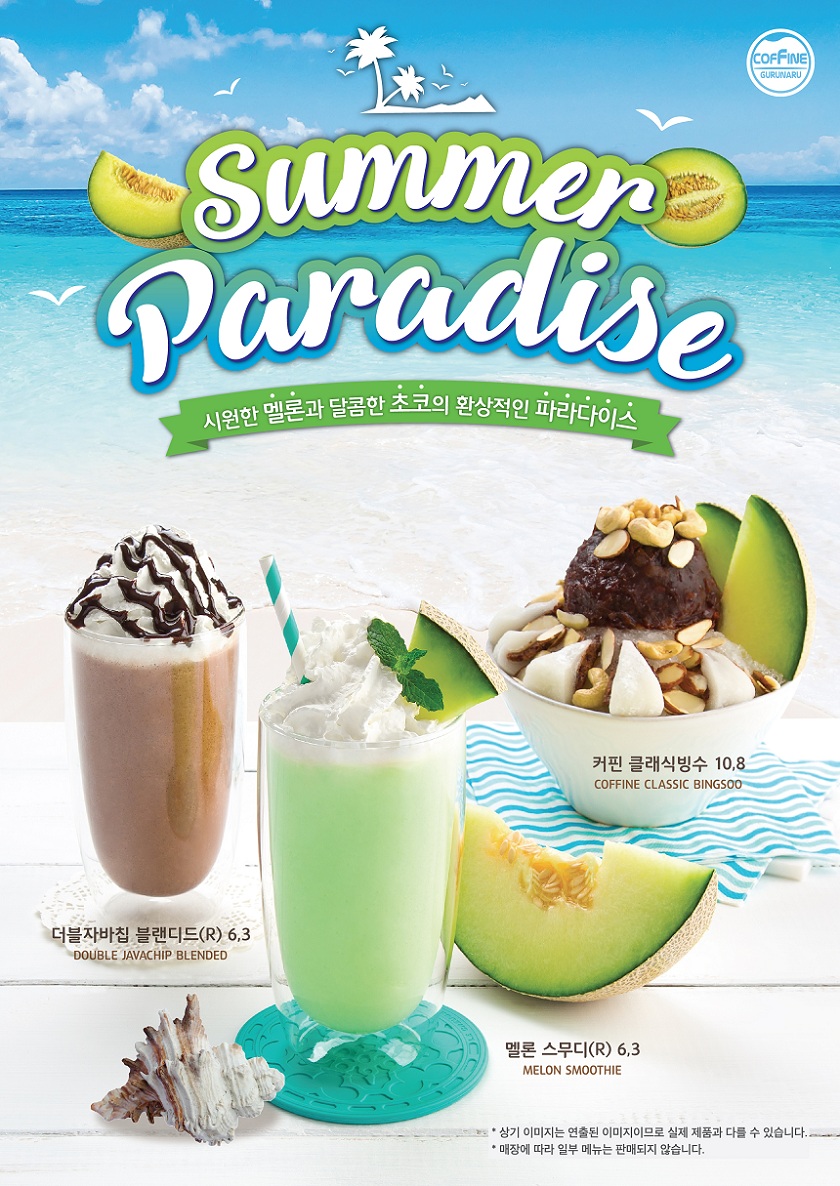 COFFINE
GURUNARU
Summer
Paradise
시원한 멜론과 달콤한 초코의 환상적인 파라다이스
커핀 클래식빙수 10,8
COFFINE CLASSIC BINGSOO
더블자바칩 블랜디드(R) 6,3
DOUBLE JAVACHIP BLENDED
멜론 스무디(R) 6,3
MELON SMOOTHIE
* 상기 이미지는 연출된 이미지이므로 실제 제품과 다를 수 있습니다.
* 매장에 따라 일부 메뉴는 판매되지 않습니다.